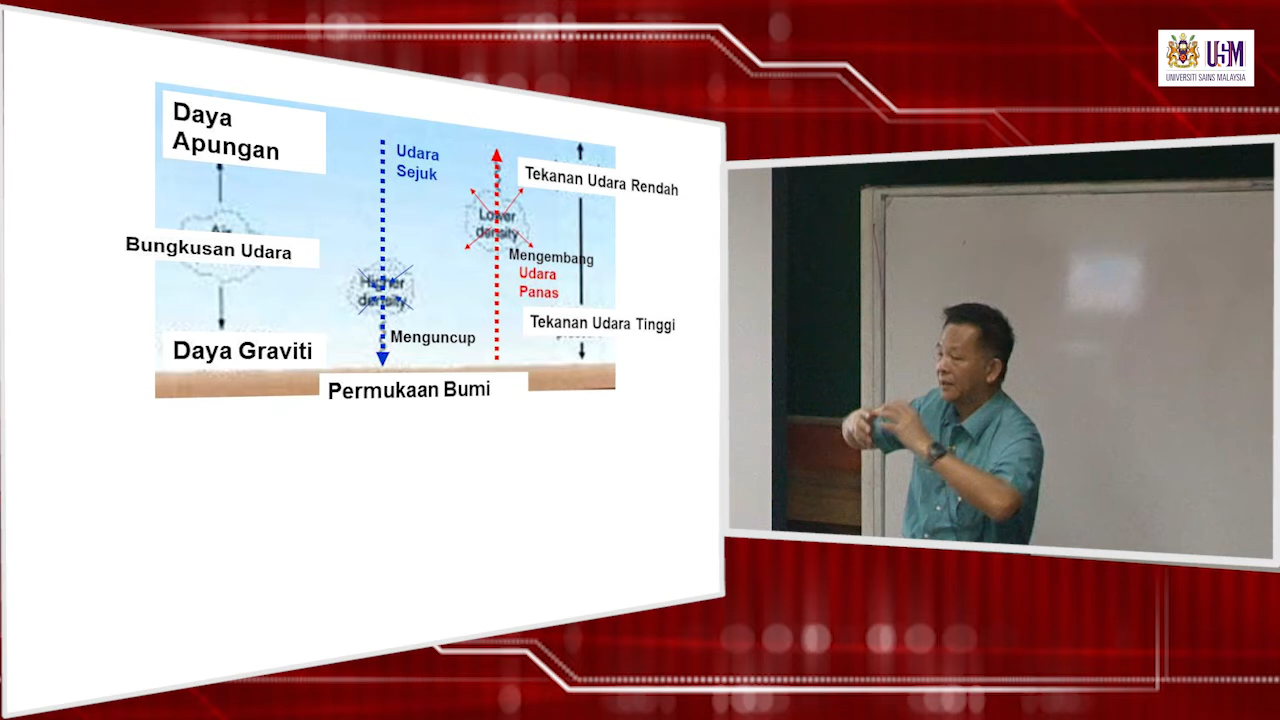 Daya
Apungan
Udara
Sejuk
Tekanan Udara Rendah
Lower
density
Bungkusan Udara
Mengembang
Udara
Panas
Higher
density
Tekanan Udara Tinggi
Menguncup
Daya Graviti
Permukaan Bumi
USM
UNIVERSITI SAINS MALAYSIA